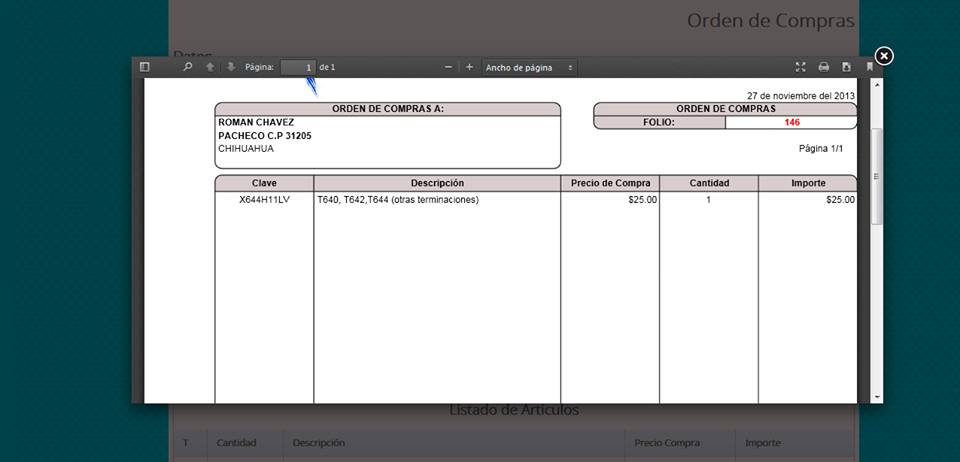 Orden de Compras
Datos
Página: 1 de 1
Ancho de página
27 de noviembre del 2013
ORDEN DE COMPRAS A:
ROMAN CHAVEZ
PACHECO C.P 31205
CHIHUAHUA
ORDEN DE COMPRAS
FOLIO: 146
Página 1/1
Clave Descripción Precio de Compra Cantidad Importe
X644H11LV T640, T642,T644 (otras terminaciones) $25.00 1 $25.00
Listado de Artículos
T Cantidad Descripción Precio Compra Importe